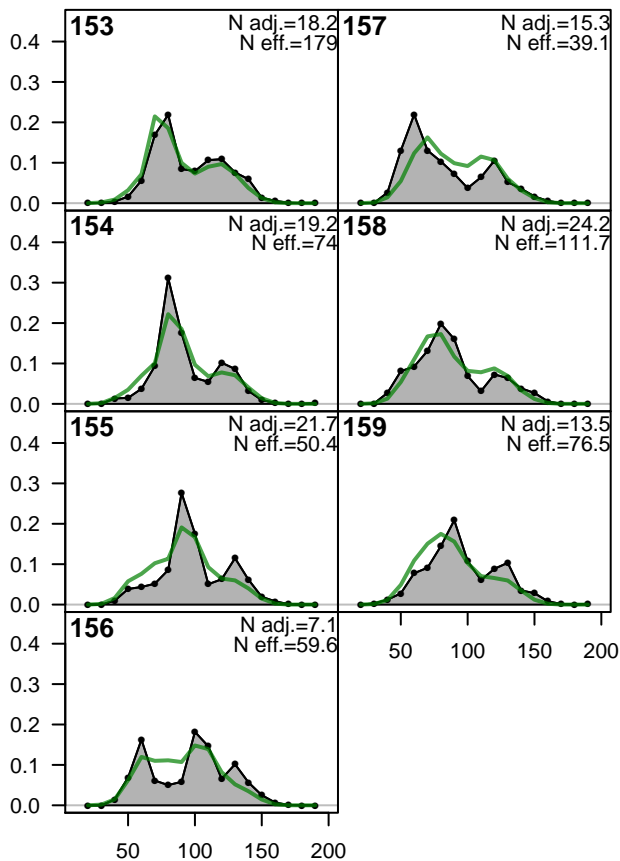 153
N adj.=18.2
N eff.=179
0.0
0.1
0.2
0.3
0.4
154
N adj.=19.2
N eff.=74
0.0
0.1
0.2
0.3
0.4
155
N adj.=21.7
N eff.=50.4
0.0
0.1
0.2
0.3
0.4
156
N adj.=7.1
N eff.=59.6
0.0
0.1
0.2
0.3
0.4
50 100 150 200
157
N adj.=15.3
N eff.=39.1
158
N adj.=24.2
N eff.=111.7
159
N adj.=13.5
N eff.=76.5
50 100 150 200